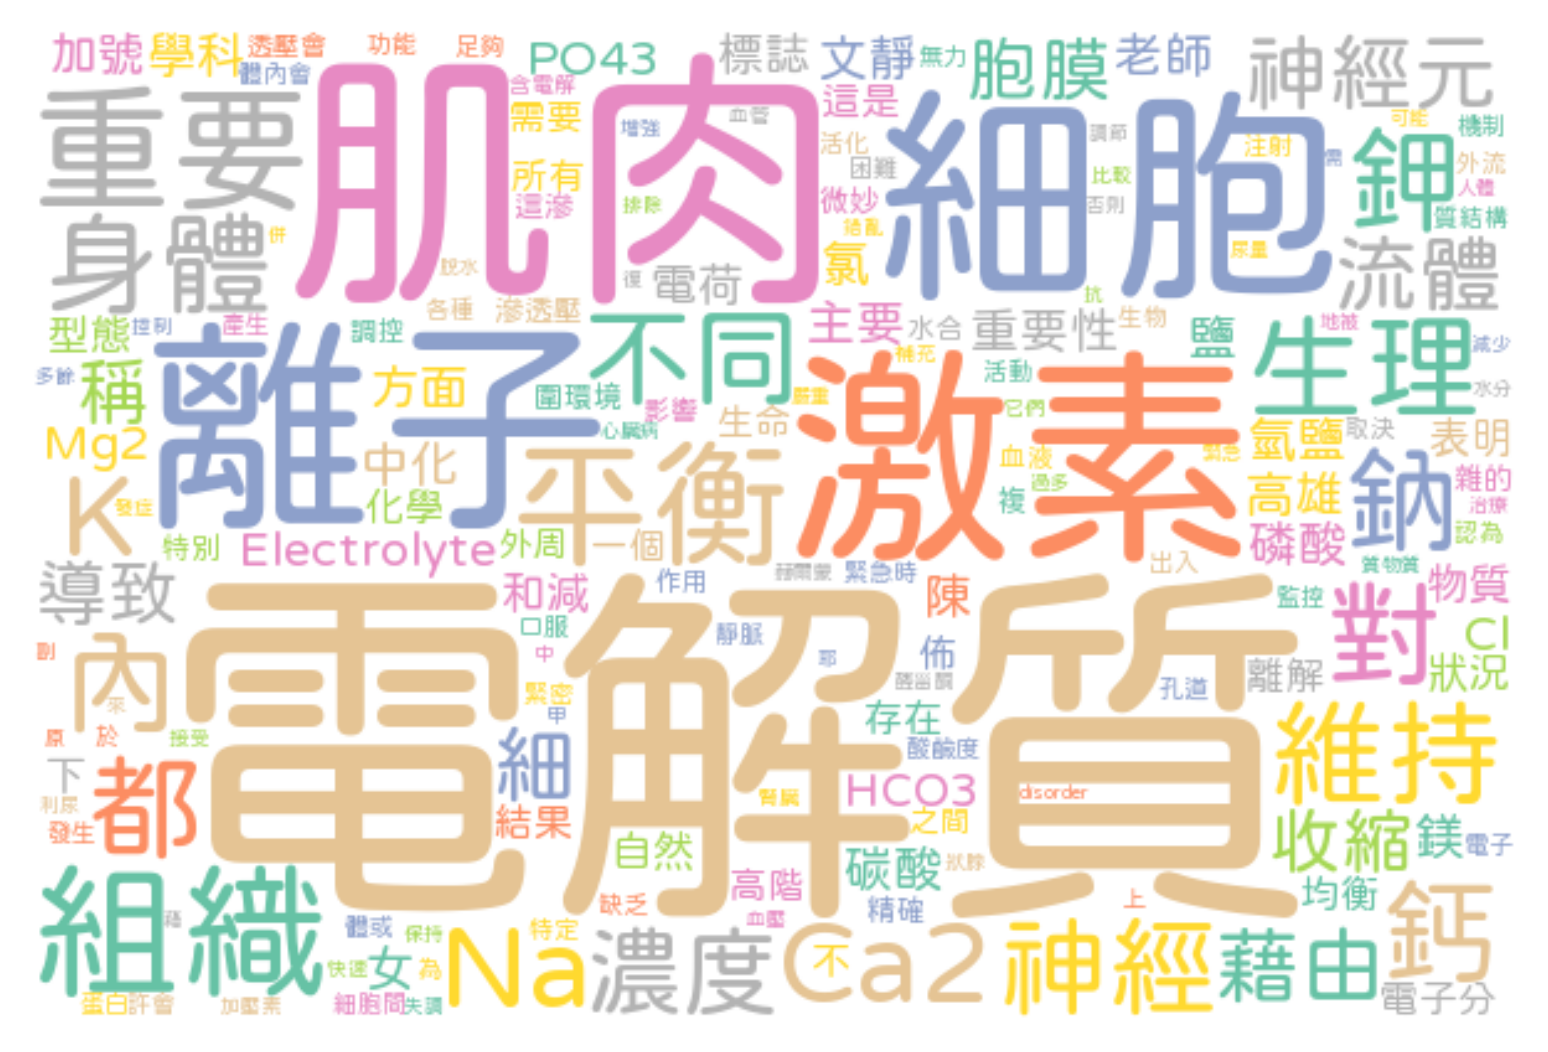 加號 學科 透壓會 功能 足夠 PO43 標誌 文靜 無力 胞膜 老師 神經元
體內會 含電解 這是
重要 肌肉 細胞 需要 增強 血管 活化 調節 可能 機制
所有 困難 注射 需 鉀 外流
身體 這滲 排除 微妙 比較 否則 人體 質結構
併 錯亂 氯 尿量 流體
脫水 復 電荷
各種 滲透壓 抗
型態 控制 產生 調控 不同 主要 水合 重要性 生物 鹽 生理 地被 減少
離子 激素 補充
多餘 稱 方面 圍環境 嚴重 活動 水分
影響 生命 它們
Mg2 中化 心臟病 平衡 血液 緊急 氫鹽 取決 表明
K 發症 化學 過多 複 高雄 鈉 雜的 治療
特別 Electrolyte 外周 一個 磷酸 認為
出入 質物質
導致 和減 作用 緊急時 陳 監控 物質
電解質 口服 靜脈 對 Cl
副 內 中 耶 佈 離解 狀況
來 緊密 孔道
甲 存在 維持
原 於 接受 細 酸鹼度
下 都 腎臟 HCO3 disorder
利尿 發生 結果 之間 收縮 鎂 電子
自然 碳酸
組織 高階 均衡 鈣
藉 缺乏 血壓 精確 上
體或 保持 特定 不
快速 女 為 Na 濃度 Ca2 神經 藉由
蛋白 許會 加壓素 細胞間 失調 電子分